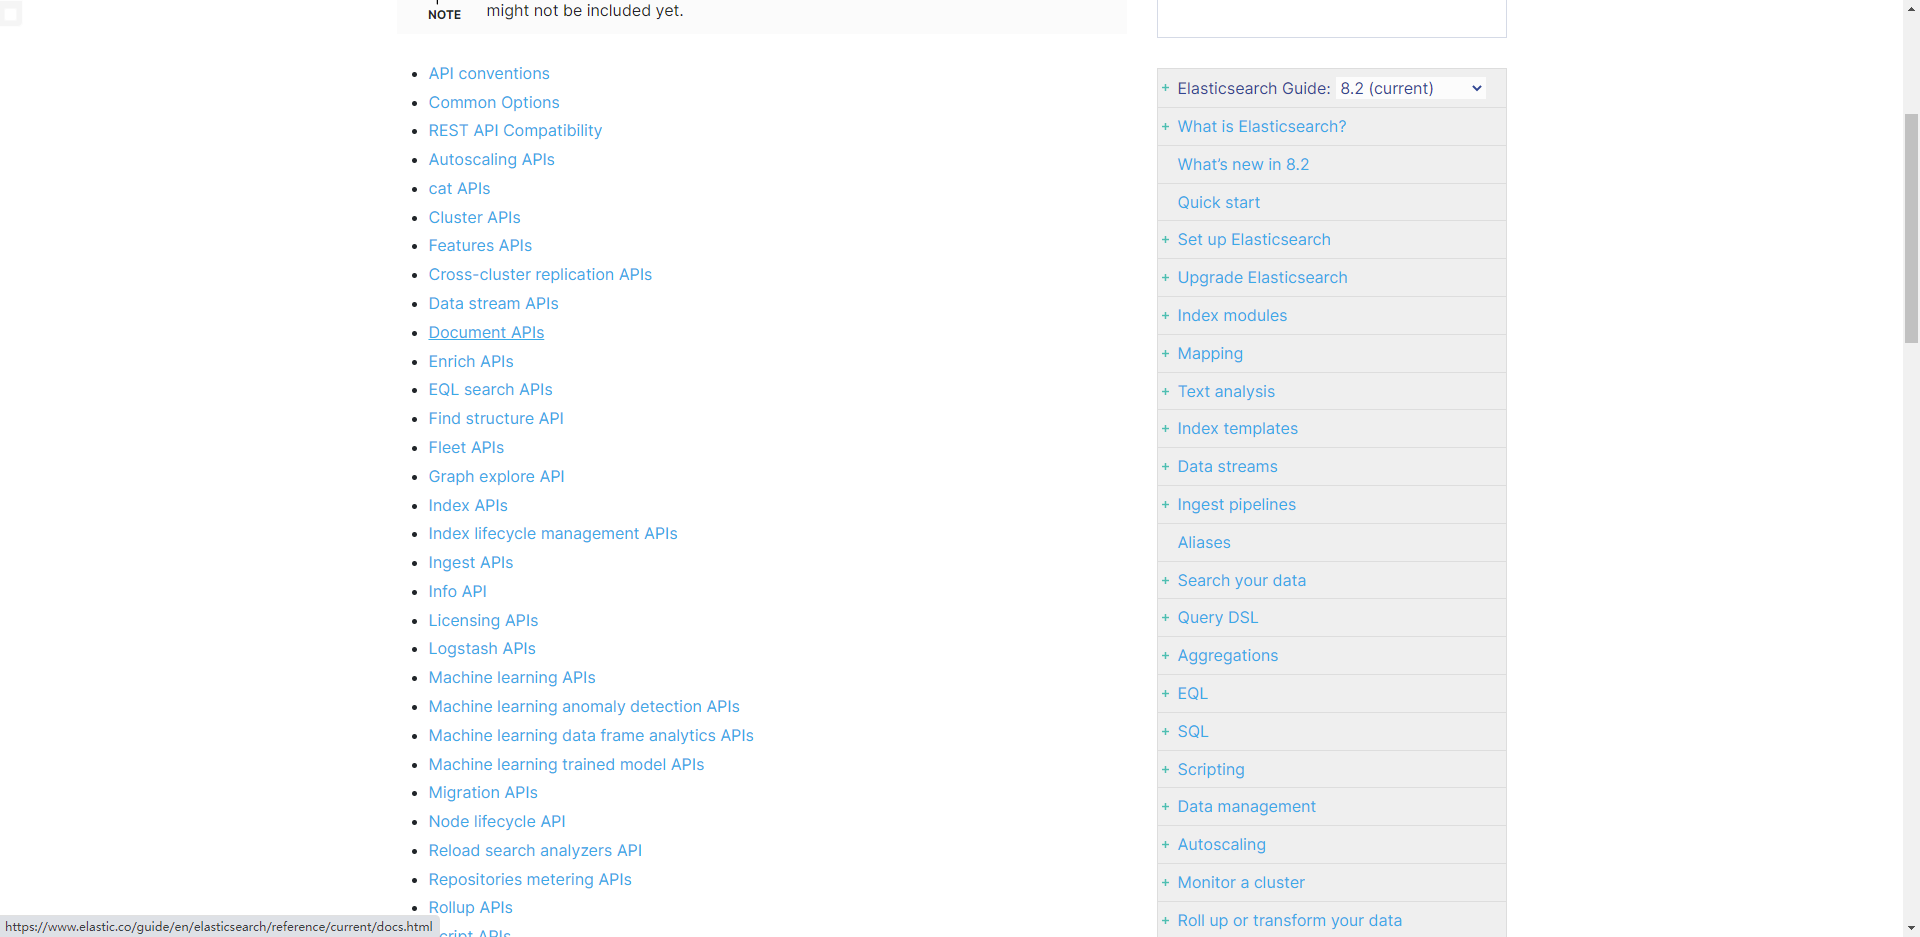 NOTE
might not be included yet.
API conventions
Common Options
REST API Compatibility
Autoscaling APIs
cat APIs
Cluster APIs
Features APIs
Cross-cluster replication APIs
Data stream APIs
Document APIs
Enrich APIs
EQL search APIs
Find structure API
Fleet APIs
Graph explore API
Index APIs
Index lifecycle management APIs
Ingest APIs
Info API
Licensing APIs
Logstash APIs
Machine learning APIs
Machine learning anomaly detection APIs
Machine learning data frame analytics APIs
Machine learning trained model APIs
Migration APIs
Node lifecycle API
Reload search analyzers API
Repositories metering APIs
Rollup APIs
APIs
+ Elasticsearch Guide: 8.2 (current)
+ What is Elasticsearch?
What’s new in 8.2
Quick start
+ Set up Elasticsearch
+ Upgrade Elasticsearch
+ Index modules
+ Mapping
+ Text analysis
+ Index templates
+ Data streams
+ Ingest pipelines
Aliases
+ Search your data
+ Query DSL
+ Aggregations
+ EQL
+ SQL
+ Scripting
+ Data management
+ Autoscaling
+ Monitor a cluster
+ Roll up or transform your data
https://www.elastic.co/guide/en/elasticsearch/reference/current/docs.html